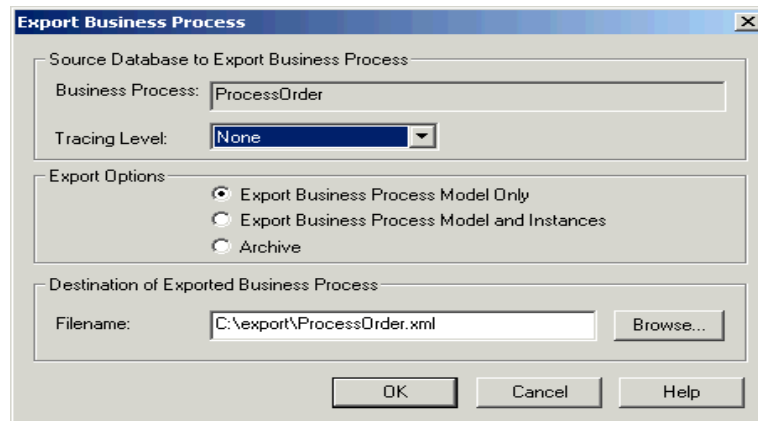 Export Business Process
Source Database to Export Business Process
Business Process: ProcessOrder
Tracing Level: None
Export Options
Export Business Process Model Only
Export Business Process Model and Instances
Archive
Destination of Exported Business Process
Filename: C:\export\ProcessOrder.xml Browse...
OK Cancel Help